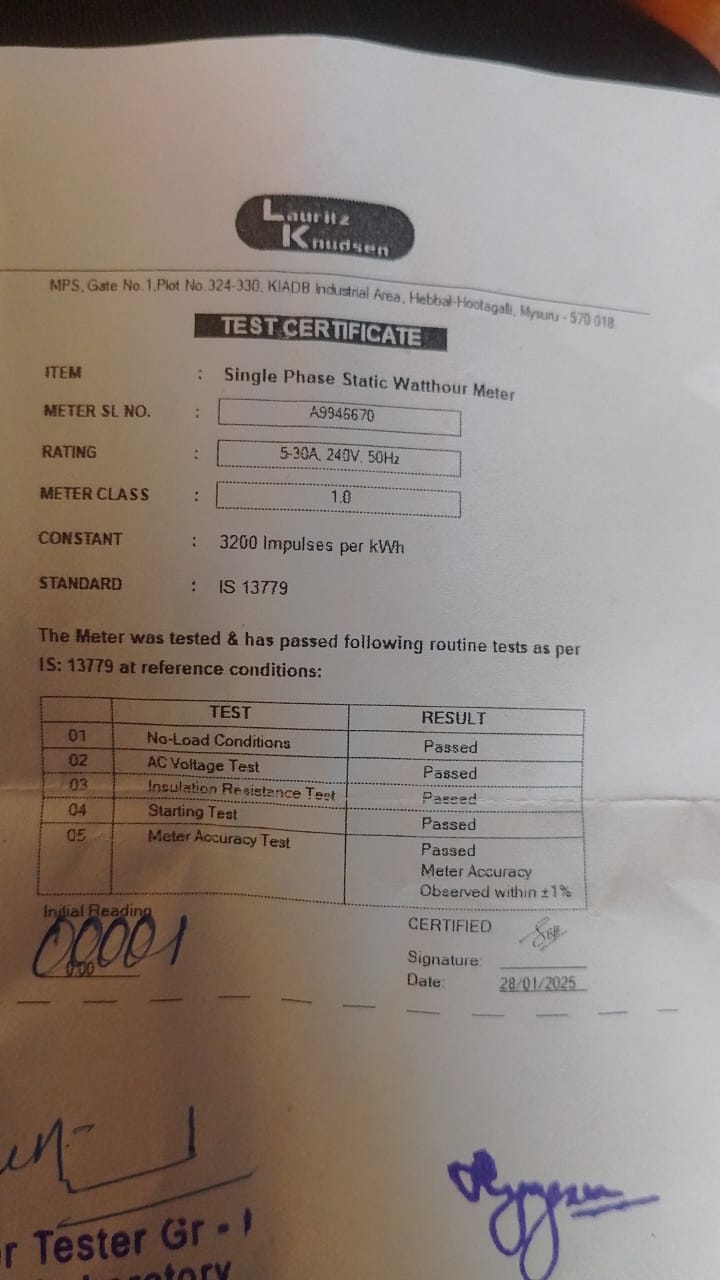 Lauritz
Knudsen
MPS, Gate No.1,Plot No.324-330, KIADB Industrial Area, Hebbal-Hootagalli, Mysuru - 570 018.
TEST CERTIFICATE
ITEM : Single Phase Static Watthour Meter
METER SL NO. : A9946670
RATING : 5-30A, 240V, 50Hz
METER CLASS : 1.0
CONSTANT : 3200 Impulses per kWh
STANDARD : IS 13779
The Meter was tested & has passed following routine tests as per
IS: 13779 at reference conditions:
TEST RESULT
01 No-Load Conditions Passed
02 AC Voltage Test Passed
03 Insulation Resistance Test Passed
04 Starting Test Passed
05 Meter Accuracy Test Passed
Meter Accuracy
Observed within ±1%
Initial Reading
00001
0.00
CERTIFIED
Signature:
Date: 28/01/2025
r Tester Gr - 1
oratory